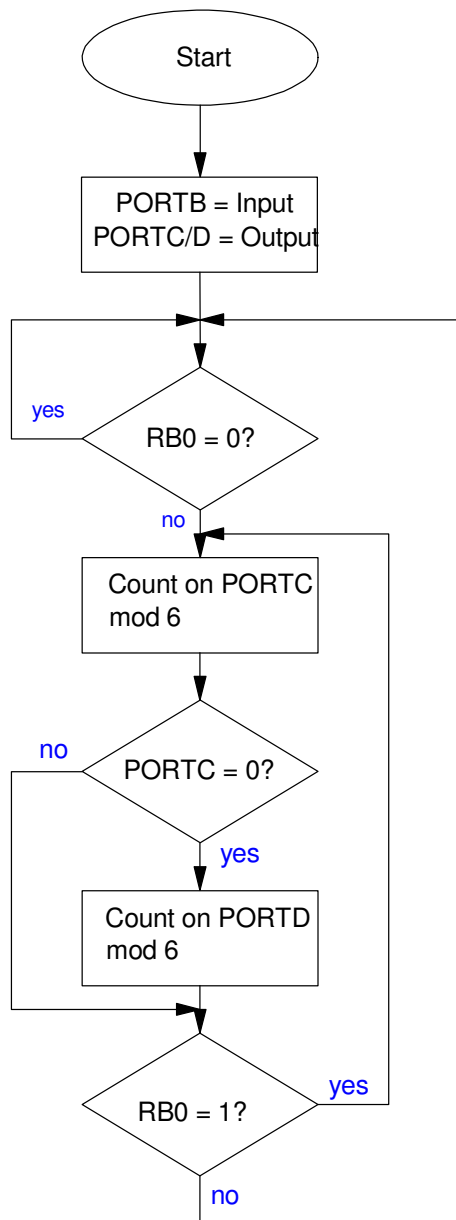 Start
PORTB = Input
PORTC/D = Output
yes
RB0 = 0?
no
Count on PORTC
mod 6
no
PORTC = 0?
yes
Count on PORTD
mod 6
yes
RB0 = 1?
no